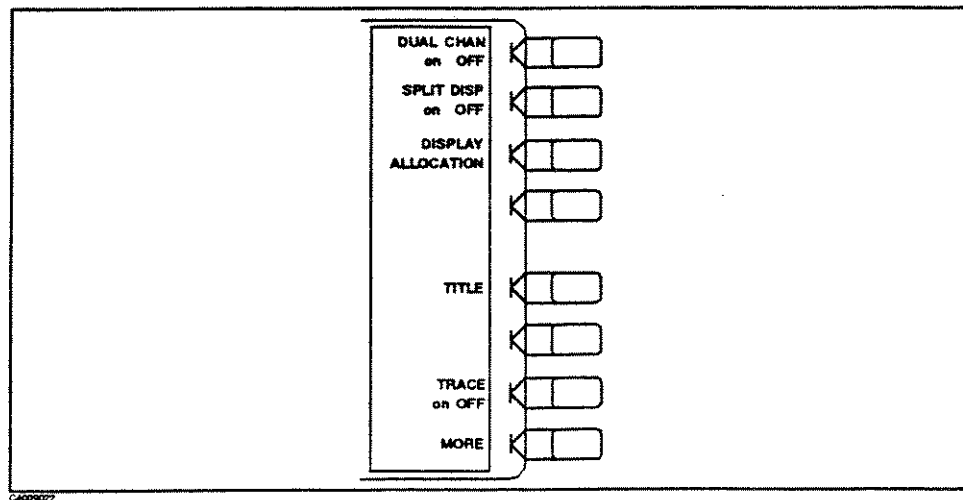 DUAL CHAN
on OFF
SPLIT DISP
on OFF
DISPLAY
ALLOCATION
TITLE
TRACE
on OFF
MORE